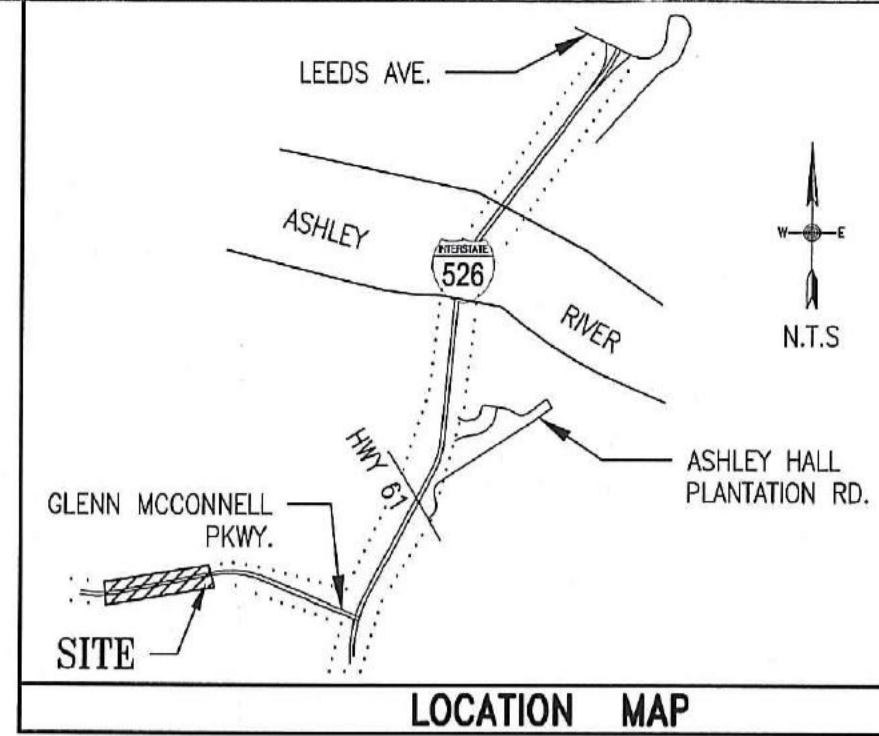 LEEDS AVE.
ASHLEY
INTERSTATE
526
RIVER
W
E
N.T.S
HWY 61
ASHLEY HALL
PLANTATION RD.
GLENN MCCONNELL
PKWY.
SITE
LOCATION MAP